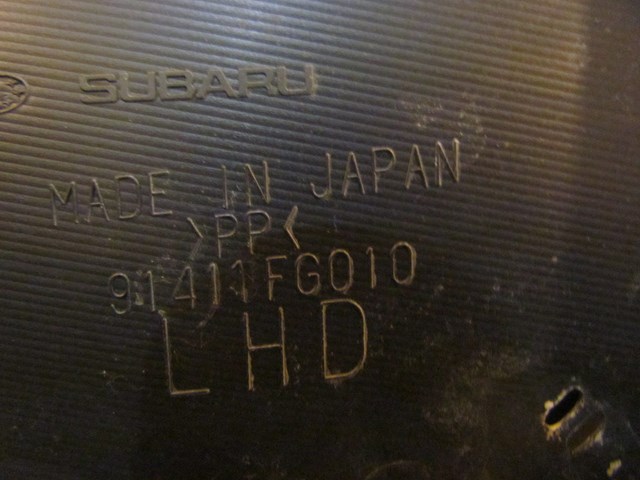 SUBARU
MADE IN JAPAN
>PP<
91411FG010
LHD